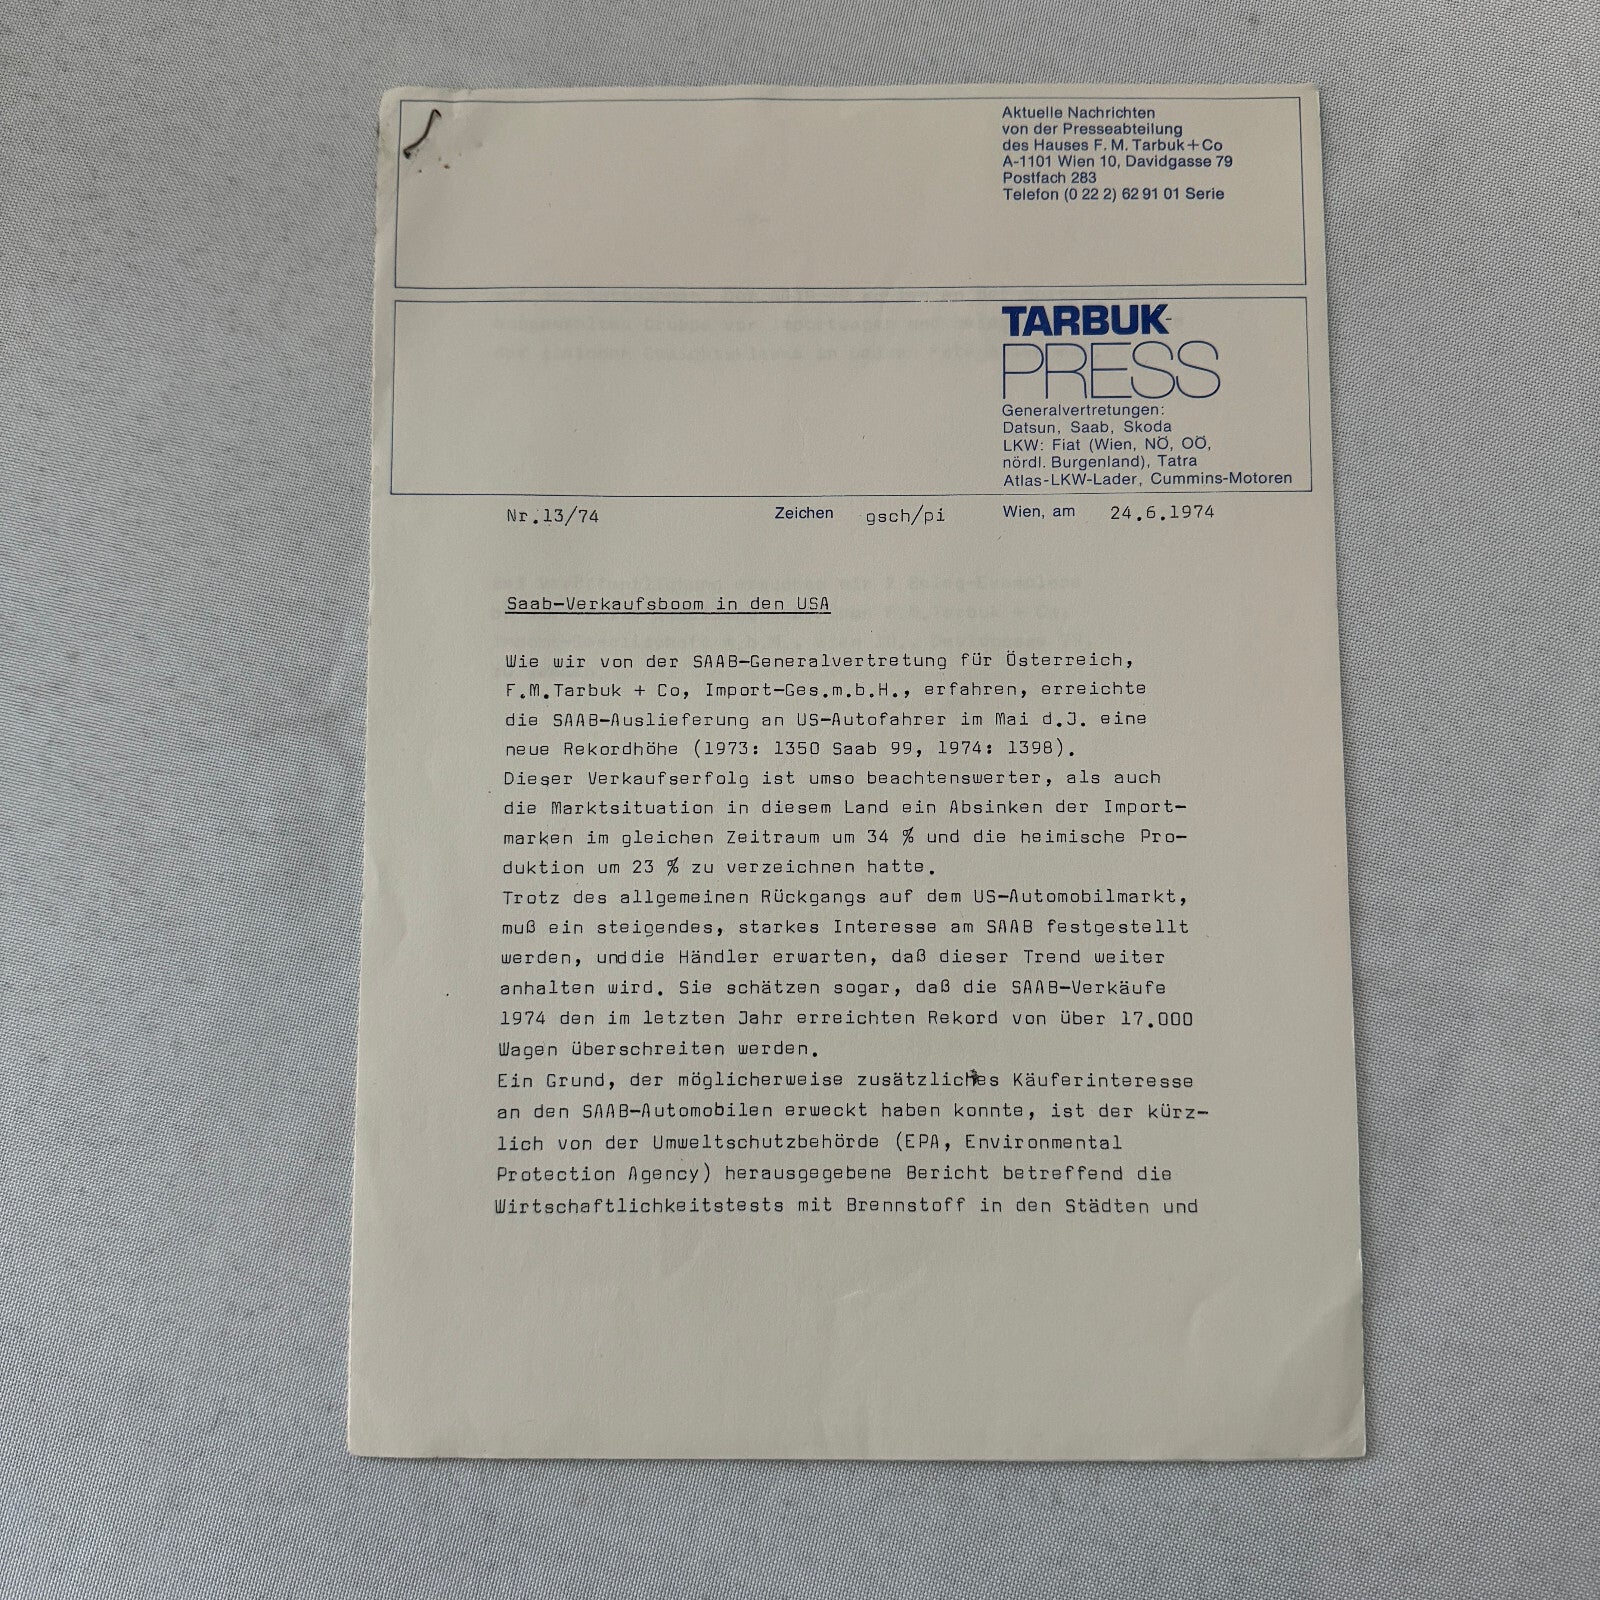 Aktuelle Nachrichten
von der Presseabteilung
des Hauses F. M. Tarbuk+Co
A-1101 Wien 10, Davidgasse 79
Postfach 283
Telefon (0 22 2) 62 91 01 Serie
TARBUK-
PRESS
Generalvertretungen:
Datsun, Saab, Skoda
LKW: Fiat (Wien, NÖ, OÖ,
nördl. Burgenland), Tatra
Atlas-LKW-Lader, Cummins-Motoren
Nr.13/74 Zeichen gsch/pi Wien, am 24.6.1974
Saab-Verkaufsboom in den USA
Wie wir von der SAAB-Generalvertretung für Österreich,
F.M.Tarbuk + Co, Import-Ges.m.b.H., erfahren, erreichte
die SAAB-Auslieferung an US-Autofahrer im Mai d.J. eine
neue Rekordhöhe (1973: 1350 Saab 99, 1974: 1398).
Dieser Verkaufserfolg ist umso beachtenswerter, als auch
die Marktsituation in diesem Land ein Absinken der Import-
marken im gleichen Zeitraum um 34 % und die heimische Pro-
duktion um 23 % zu verzeichnen hatte.
Trotz des allgemeinen Rückgangs auf dem US-Automobilmarkt,
muß ein steigendes, starkes Interesse am SAAB festgestellt
werden, und die Händler erwarten, daß dieser Trend weiter
anhalten wird. Sie schätzen sogar, daß die SAAB-Verkäufe
1974 den im letzten Jahr erreichten Rekord von über 17.000
Wagen überschreiten werden.
Ein Grund, der möglicherweise zusätzliches Käuferinteresse
an den SAAB-Automobilen erweckt haben konnte, ist der kürz-
lich von der Umweltschutzbehörde (EPA, Environmental
Protection Agency) herausgegebene Bericht betreffend die
Wirtschaftlichkeitstests mit Brennstoff in den Städten und